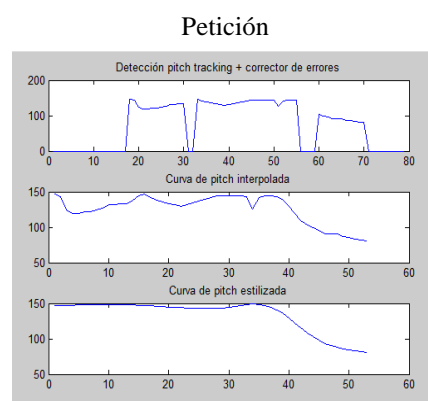 Petición
Detección pitch tracking + corrector de errores
200
100
0
0 10 20 30 40 50 60 70 80
Curva de pitch interpolada
150
100
50
0 10 20 30 40 50 60
Curva de pitch estilizada
150
100
50
0 10 20 30 40 50 60